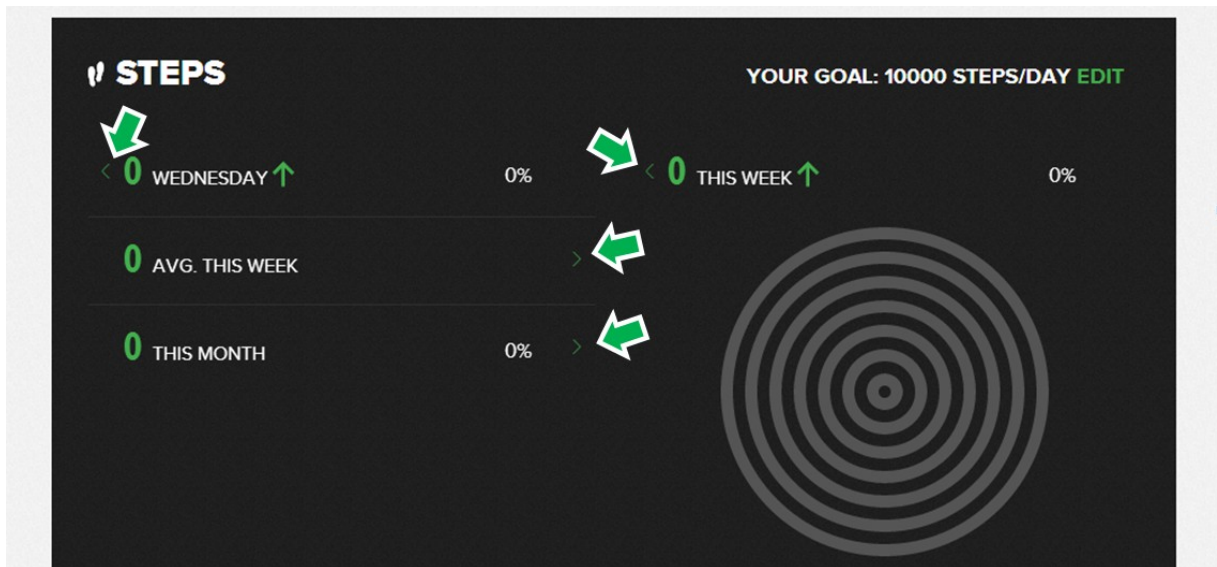 STEPS
YOUR GOAL: 10000 STEPS/DAY EDIT
0 WEDNESDAY 0%
0 THIS WEEK 0%
0 AVG. THIS WEEK
0 THIS MONTH 0%